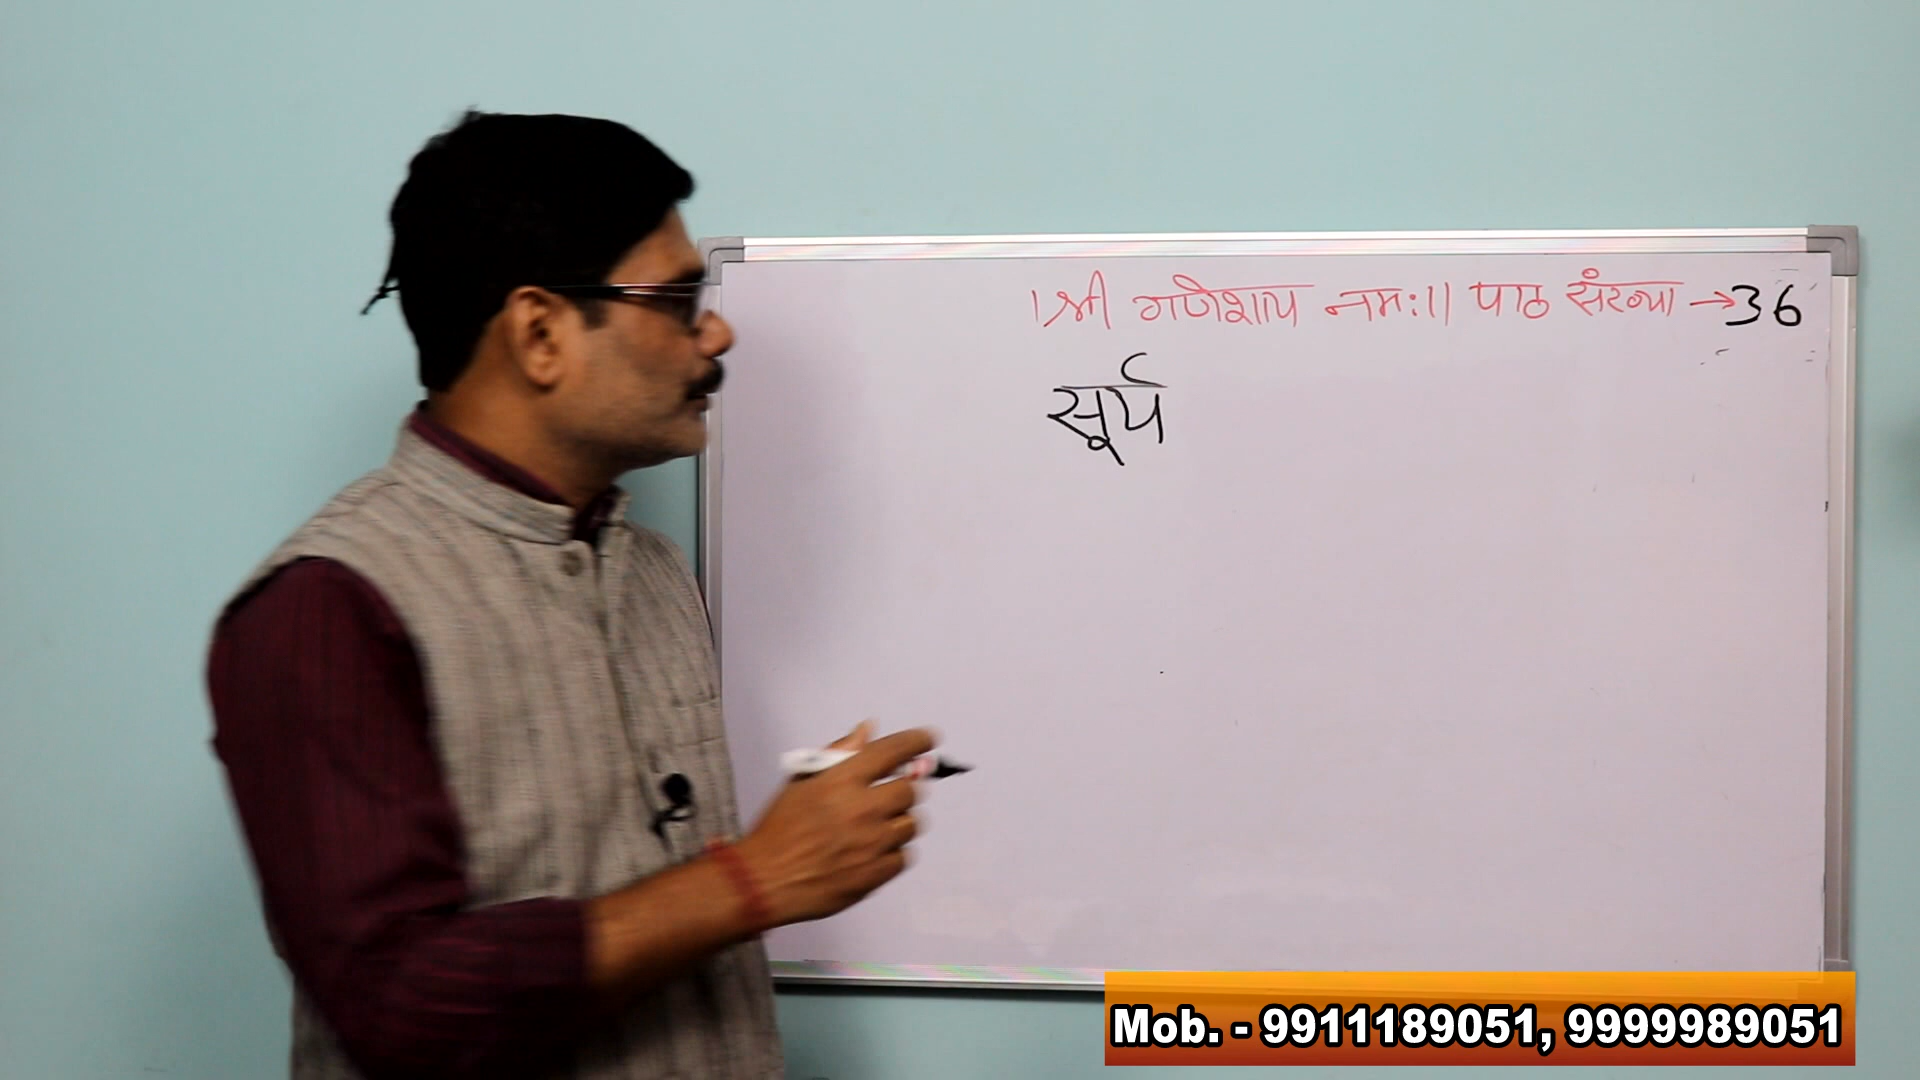 ।श्री गणेशाय नमः।। पाठ संख्या → 36
सूर्य
Mob. - 9911189051, 9999989051